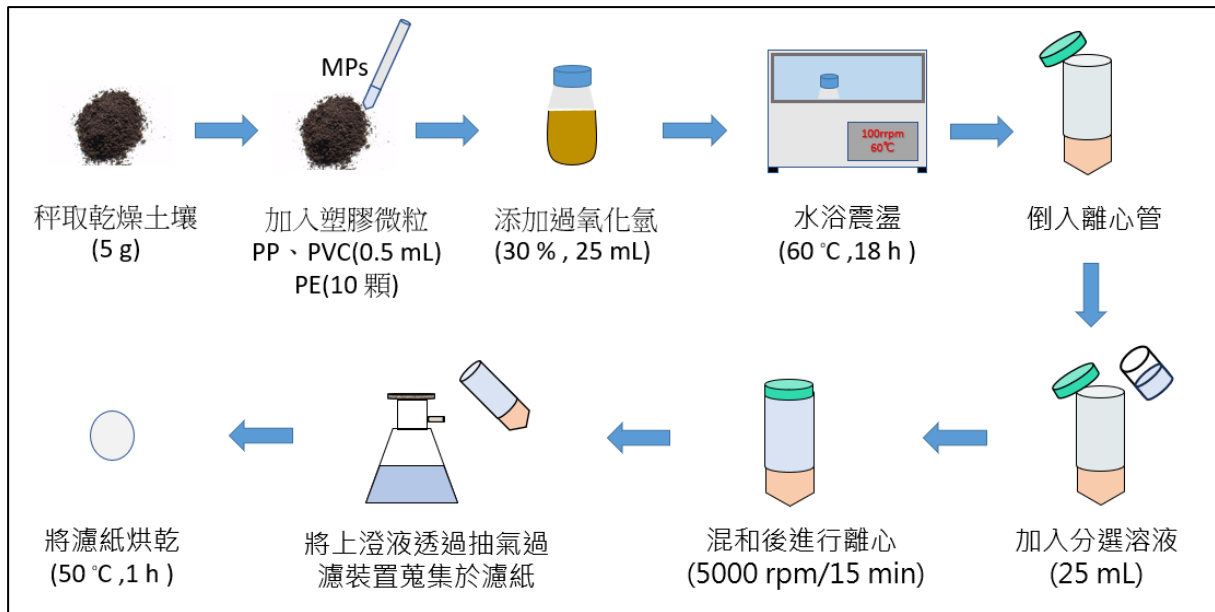 MPs
100rrpm
60℃
秤取乾燥土壤
(5 g)
加入塑膠微粒
PP、PVC(0.5 mL)
PE(10 顆)
添加過氧化氫
(30 % , 25 mL)
水浴震盪
(60 ℃ ,18 h )
倒入離心管
加入分選溶液
(25 mL)
混和後進行離心
(5000 rpm/15 min)
將上澄液透過抽氣過
濾裝置蒐集於濾紙
將濾紙烘乾
(50 ℃ ,1 h )